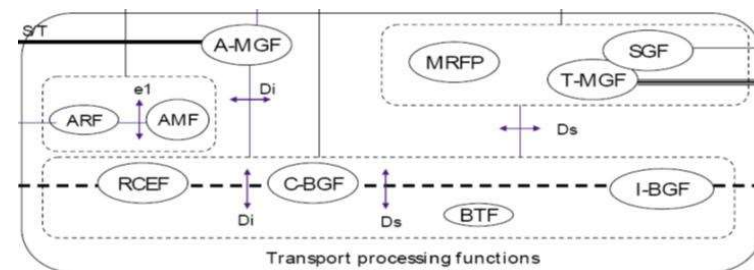 S/T
A-MGF
MRFP
SGF
T-MGF
e1
Di
ARF
AMF
Ds
RCEF
C-BGF
I-BGF
Di
Ds
BTF
Transport processing functions